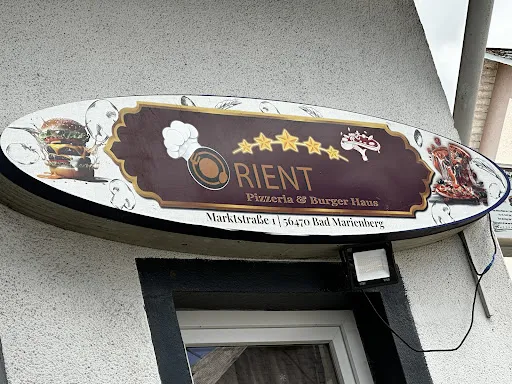 ORIENT
Pizzeria & Burger Haus
Marktstraße 1 | 56470 Bad Marienberg